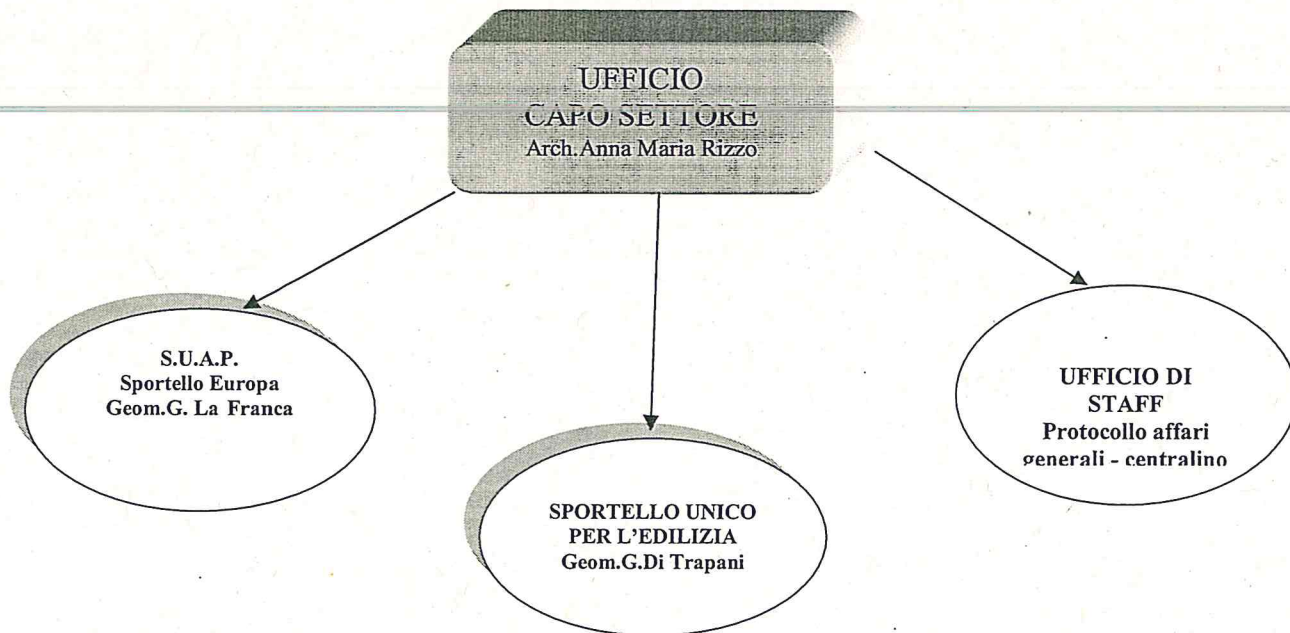 UFFICIO
CAPO SETTORE
Arch.Anna Maria Rizzo
S.U.A.P.
Sportello Europa
Geom.G. La Franca
SPORTELLO UNICO
PER L'EDILIZIA
Geom.G.Di Trapani
UFFICIO DI
STAFF
Protocollo affari
generali - centralino